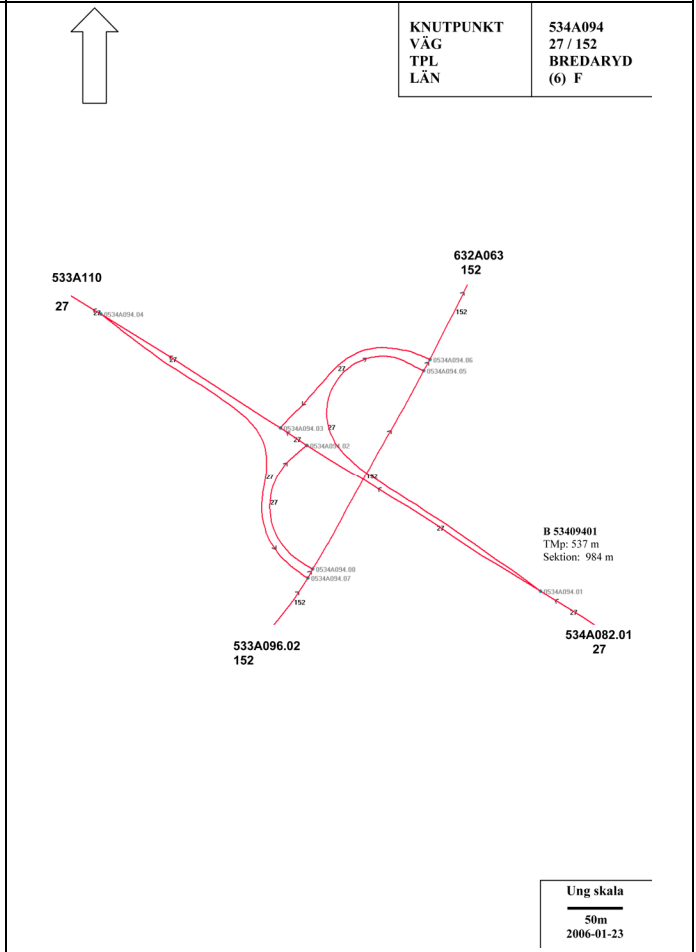 KNUTPUNKT 534A094
VÄG 27 / 152
TPL BREDARYD
LÄN (6) F
632A063
152
533A110
27
0534A094.04
152
27
0534A094.06
27
0534A094.05
0534A094.03
27
27
0534A094.02
152
27
27
27
B 53409401
TMp: 537 m
Sektion: 984 m
0534A094.08
0534A094.07
0534A094.01
152
27
534A082.01
27
533A096.02
152
Ung skala
50m
2006-01-23